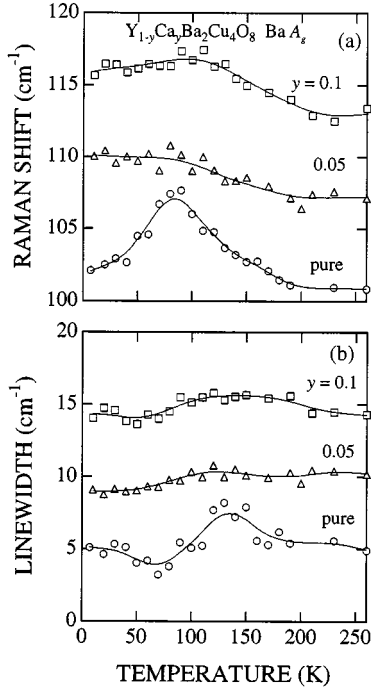 Y₁₋yCayBa₂Cu₄O₈ Ba Ag
(a)
y = 0.1
0.05
pure
RAMAN SHIFT (cm⁻¹)
120
115
110
105
100
(b)
y = 0.1
0.05
pure
LINEWIDTH (cm⁻¹)
20
15
10
5
0
0 50 100 150 200 250
TEMPERATURE (K)